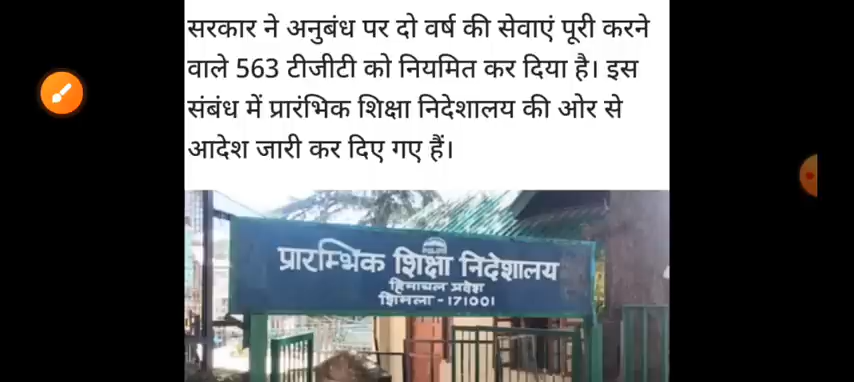 सरकार ने अनुबंध पर दो वर्ष की सेवाएं पूरी करने
वाले 563 टीजीटी को नियमित कर दिया है। इस
संबंध में प्रारंभिक शिक्षा निदेशालय की ओर से
आदेश जारी कर दिए गए हैं।
प्रारम्भिक शिक्षा निदेशालय
हिमाचल प्रदेश
शिमला - 171001